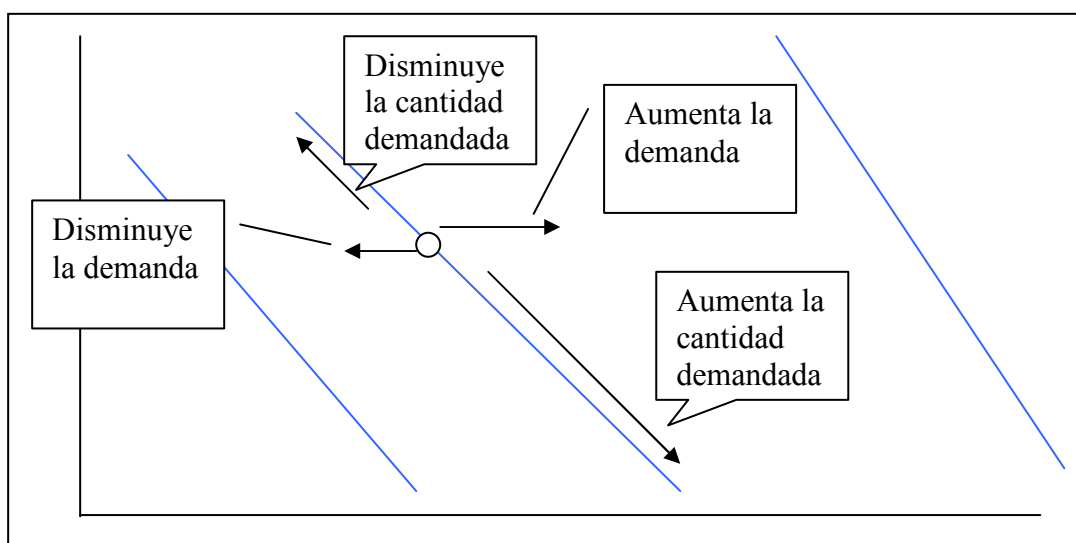 Disminuye
la cantidad
demandada
Aumenta la
demanda
Disminuye
la demanda
Aumenta la
cantidad
demandada